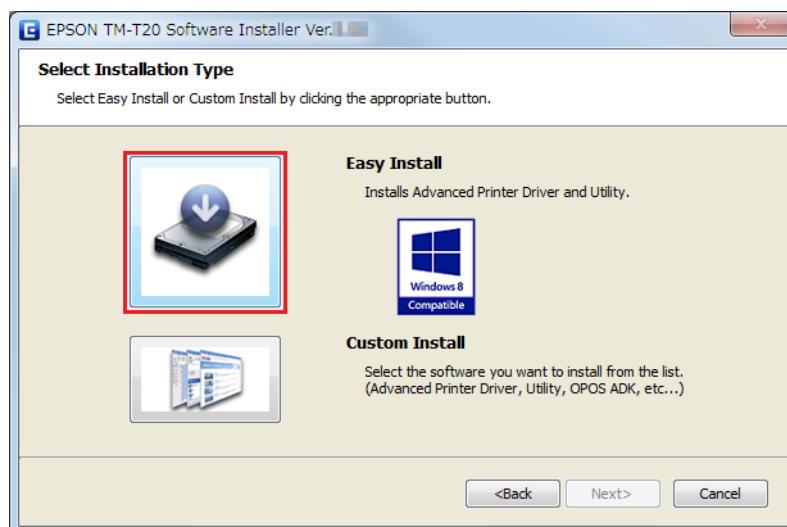 EPSON TM-T20 Software Installer Ver.
Select Installation Type
Select Easy Install or Custom Install by clicking the appropriate button.
Easy Install
Installs Advanced Printer Driver and Utility.
Windows 8
Compatible
Custom Install
Select the software you want to install from the list.
(Advanced Printer Driver, Utility, OPOS ADK, etc...)
<Back Next> Cancel